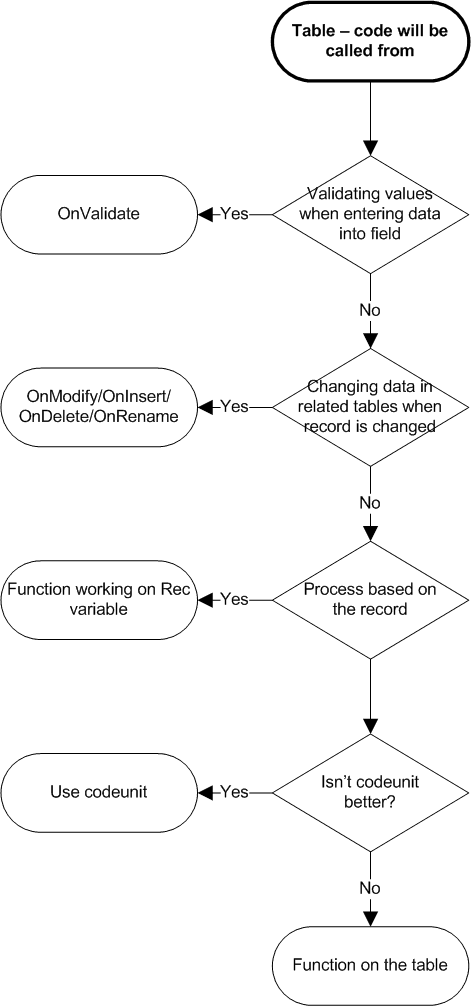 Table – code will be
called from
Validating values
when entering data
into field
Yes
OnValidate
No
Changing data in
related tables when
record is changed
Yes
OnModify/OnInsert/
OnDelete/OnRename
No
Process based on
the record
Yes
Function working on Rec
variable
Isn't codeunit
better?
Yes
Use codeunit
No
Function on the table